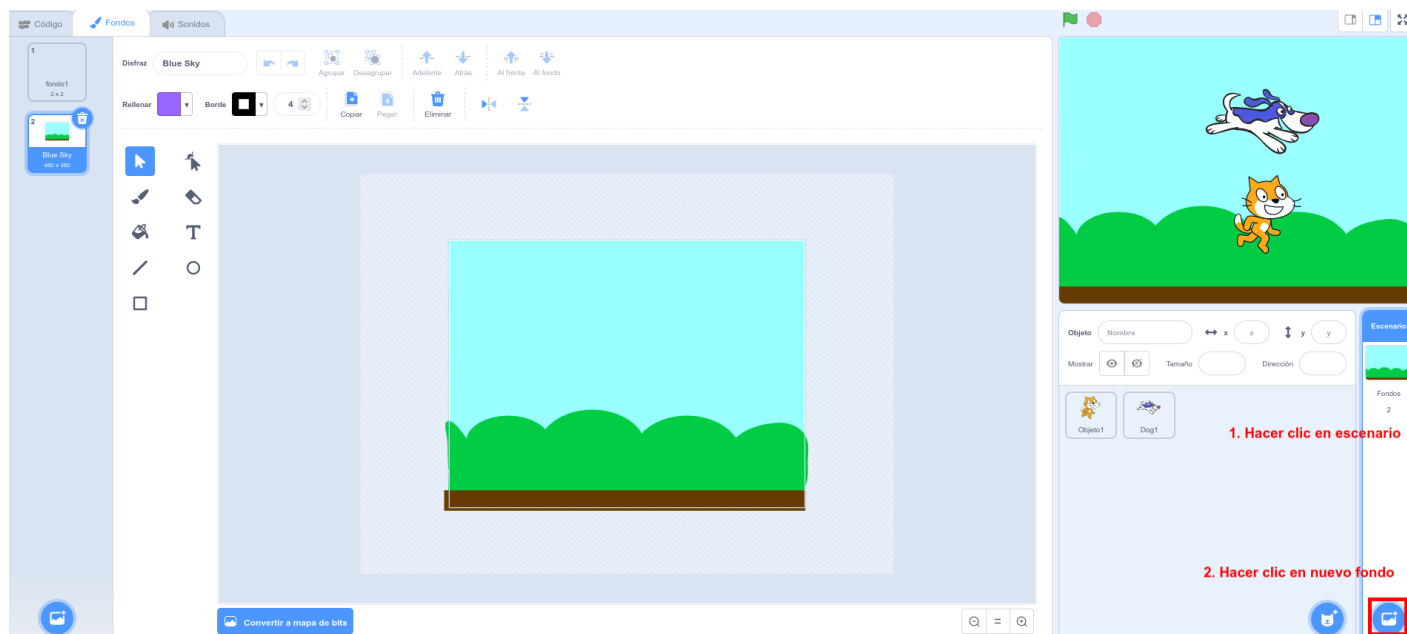 Código
Fondos
Sonidos
1
fondo1
2 x 2
2
Blue Sky
480 x 360
Disfraz
Blue Sky
Agrupar
Desagrupar
Adelante
Atrás
Al frente
Al fondo
Rellenar
Borde
4
Copiar
Pegar
Eliminar
T
Convertir a mapa de bits
Objeto
Nombre
x
x
y
y
Mostrar
Tamaño
Dirección
Objeto1
Dog1
Escenario
Fondos
2
1. Hacer clic en escenario
2. Hacer clic en nuevo fondo